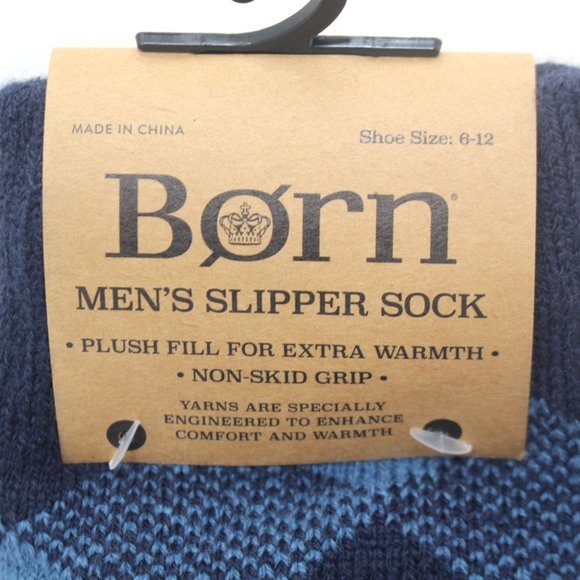 MADE IN CHINA
Shoe Size: 6-12
Børn®
MEN'S SLIPPER SOCK
• PLUSH FILL FOR EXTRA WARMTH •
• NON-SKID GRIP •
YARNS ARE SPECIALLY
ENGINEERED TO ENHANCE
COMFORT AND WARMTH